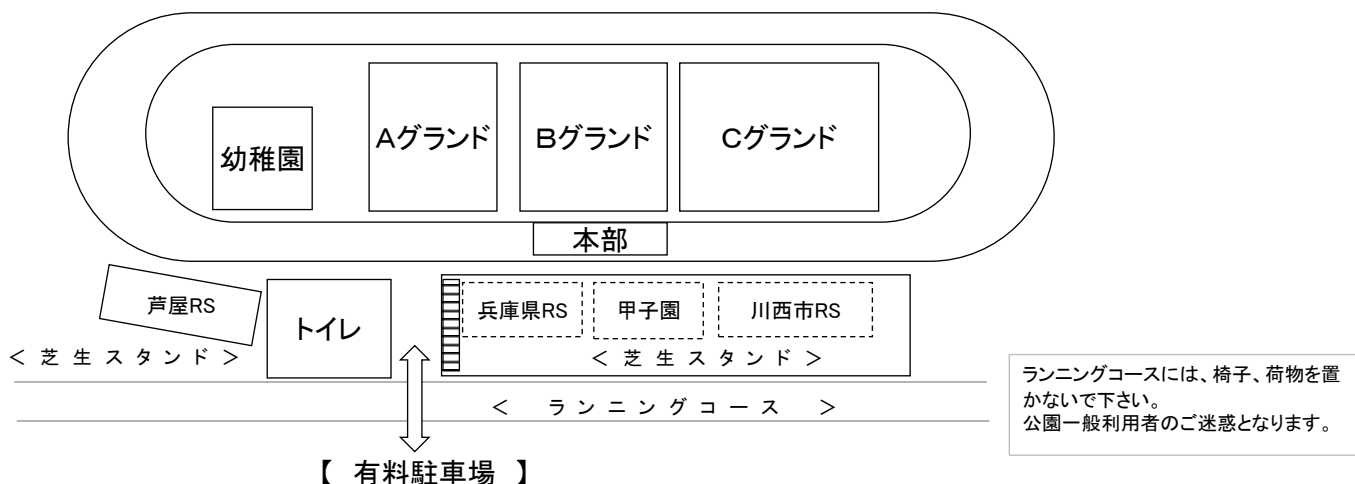 幼稚園
Aグランド
Bグランド
Cグランド
本部
芦屋RS
トイレ
兵庫県RS
甲子園
川西市RS
＜ 芝 生 ス タ ン ド ＞
＜ 芝 生 ス タ ン ド ＞
＜ ラ ン ニ ン グ コ ー ス ＞
【 有料駐車場 】
ランニングコースには、椅子、荷物を置
かないで下さい。
公園一般利用者のご迷惑となります。